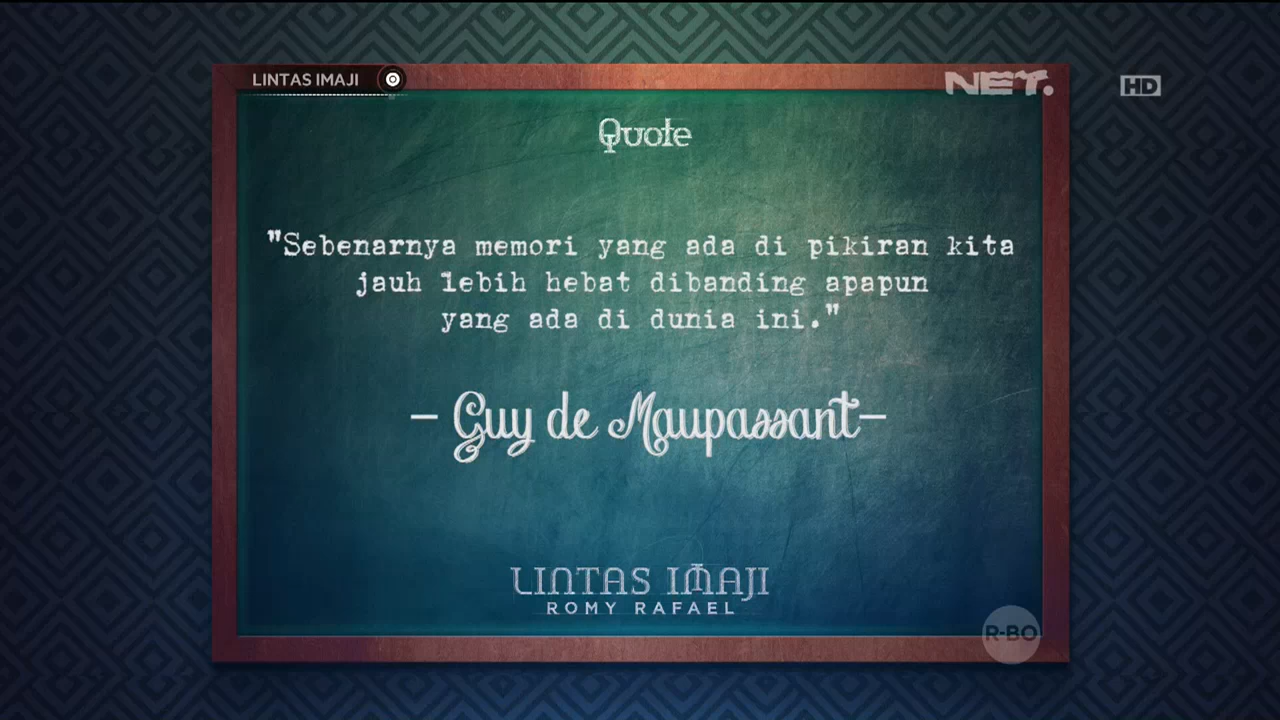 LINTAS IMAJI
NET.
HD
Quote
"Sebenarnya memori yang ada di pikiran kita
jauh lebih hebat dibanding apapun
yang ada di dunia ini."
— Guy de Maupassant—
LINTAS IMAJI
ROMY RAFAEL
R-BO